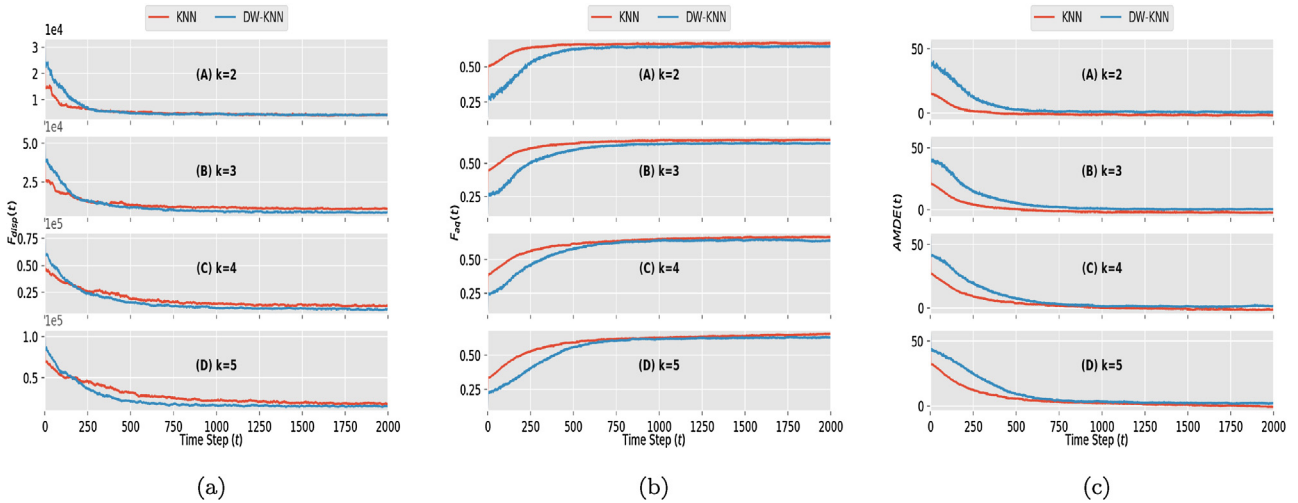 KNN DW-KNN
1e4
3
2
1
(A) k=2
1e4
5.0
2.5
(B) k=3
1e5
0.75
0.50
0.25
(C) k=4
1e5
1.0
0.5
(D) k=5
F_disp(t)
0 250 500 750 1000 1250 1500 1750 2000
Time Step (t)
(a)
KNN DW-KNN
0.50
0.25
(A) k=2
0.50
0.25
(B) k=3
0.50
0.25
(C) k=4
0.50
0.25
(D) k=5
F_aq(t)
0 250 500 750 1000 1250 1500 1750 2000
Time Step (t)
(b)
KNN DW-KNN
50
0
(A) k=2
50
0
(B) k=3
50
0
(C) k=4
50
0
(D) k=5
AMDE(t)
0 250 500 750 1000 1250 1500 1750 2000
Time Step (t)
(c)